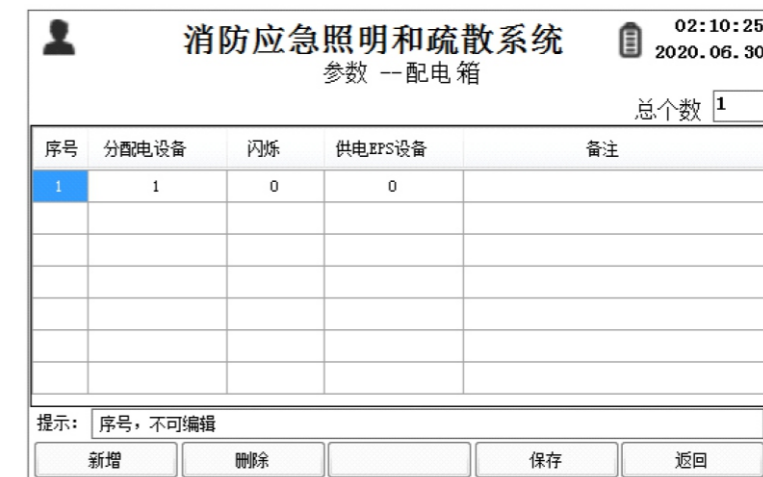 消防应急照明和疏散系统
02:10:25
2020.06.30
参数 --配电箱
总个数 1
序号 分配电设备 闪烁 供电EPS设备 备注
1 1 0 0
提示: 序号，不可编辑
新增 删除 保存 返回